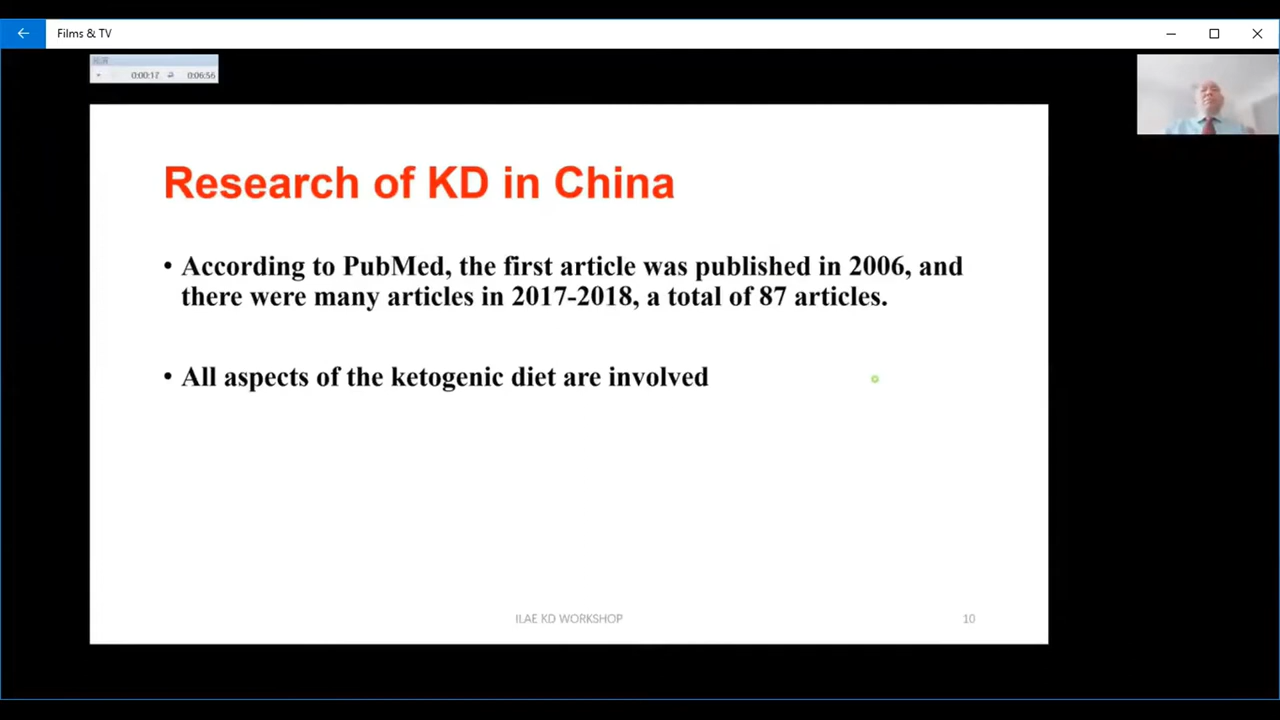 Films & TV
0:00:17 0:06:56
Research of KD in China
• According to PubMed, the first article was published in 2006, and
there were many articles in 2017-2018, a total of 87 articles.
• All aspects of the ketogenic diet are involved
ILAE KD WORKSHOP
10